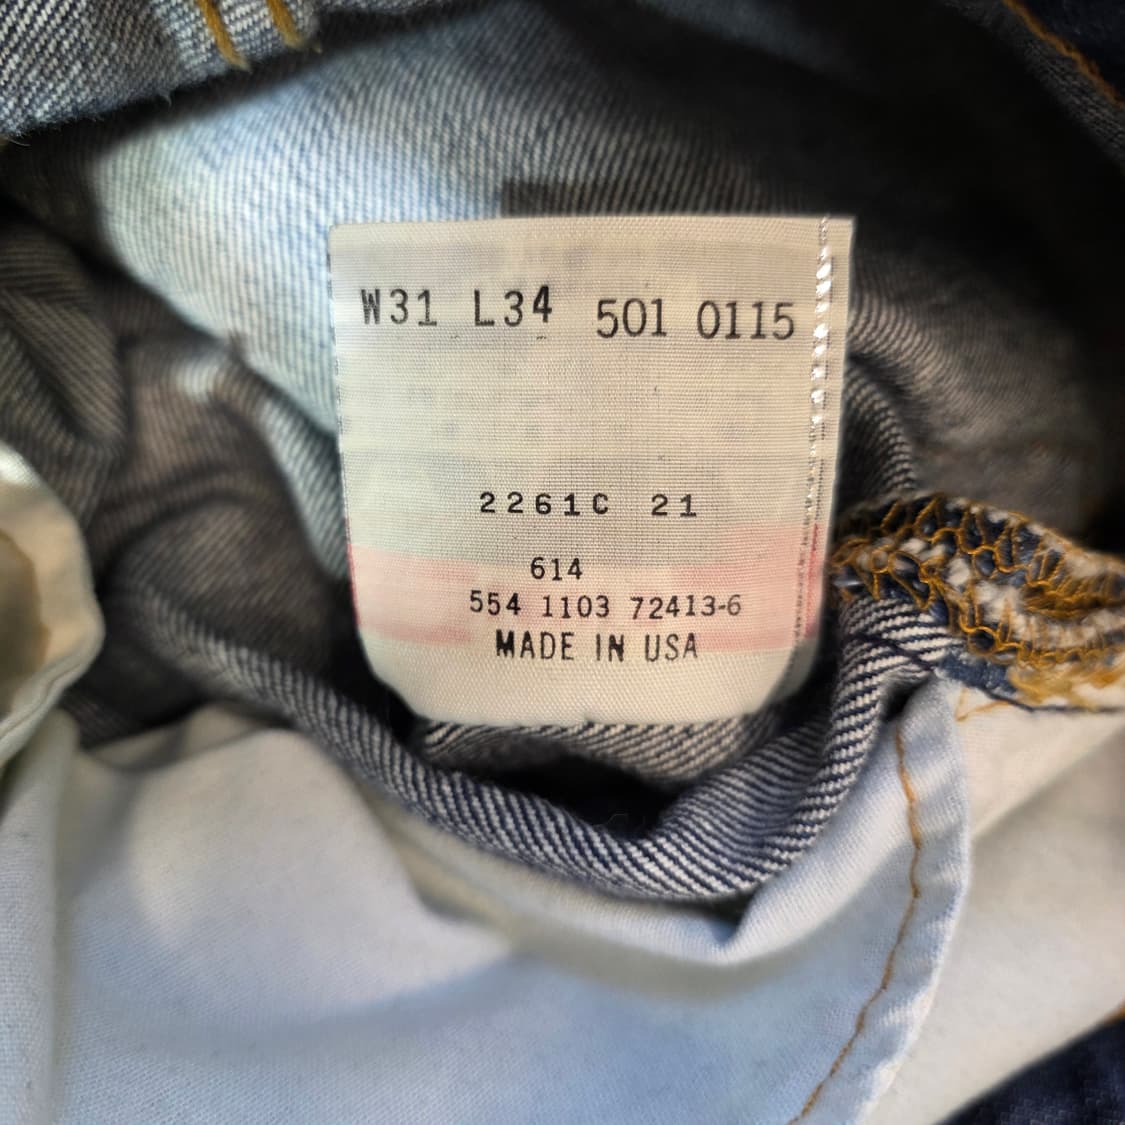 W31 L34 501 0115
2261C 21
614
554 1103 72413-6
MADE IN USA